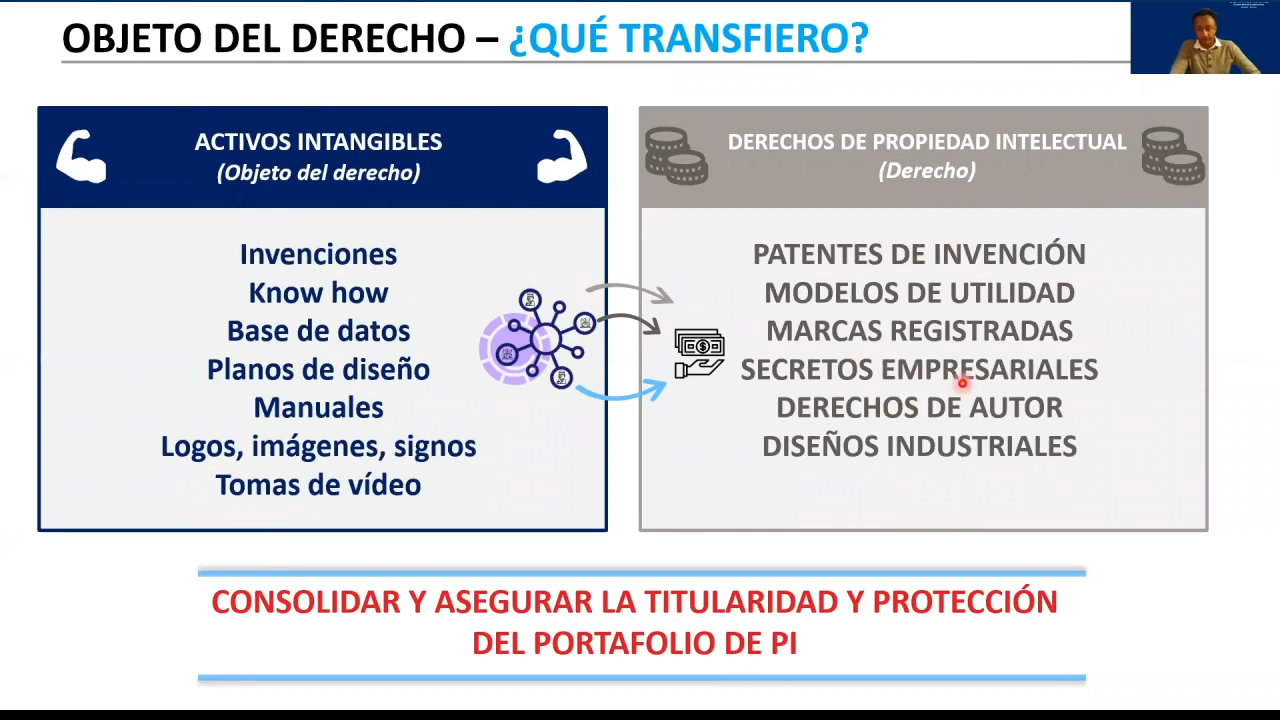 OBJETO DEL DERECHO – ¿QUÉ TRANSFIERO?
ACTIVOS INTANGIBLES
(Objeto del derecho)
Invenciones
Know how
Base de datos
Planos de diseño
Manuales
Logos, imágenes, signos
Tomas de vídeo
DERECHOS DE PROPIEDAD INTELECTUAL
(Derecho)
PATENTES DE INVENCIÓN
MODELOS DE UTILIDAD
MARCAS REGISTRADAS
SECRETOS EMPRESARIALES
DERECHOS DE AUTOR
DISEÑOS INDUSTRIALES
CONSOLIDAR Y ASEGURAR LA TITULARIDAD Y PROTECCIÓN
DEL PORTAFOLIO DE PI